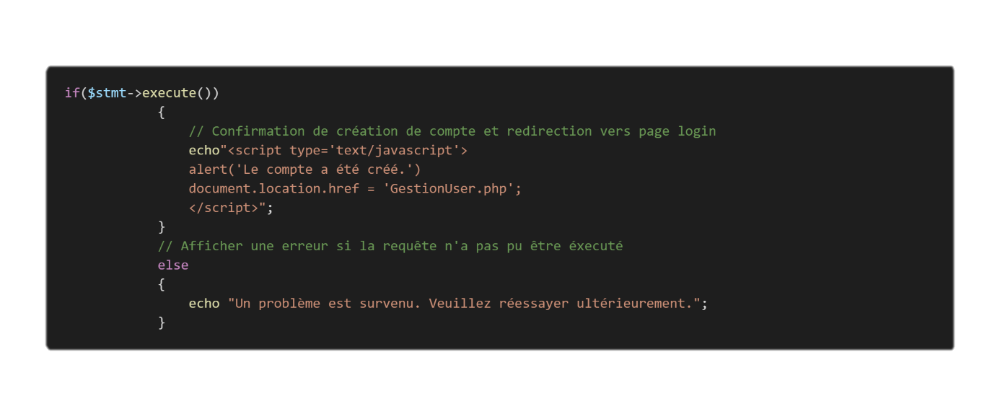 if($stmt->execute())
{
// Confirmation de création de compte et redirection vers page login
echo"<script type='text/javascript'>
alert('Le compte a été créé.')
document.location.href = 'GestionUser.php';
</script>";
}
// Afficher une erreur si la requête n'a pas pu être éxecuté
else
{
echo "Un problème est survenu. Veuillez réessayer ultérieurement.";
}